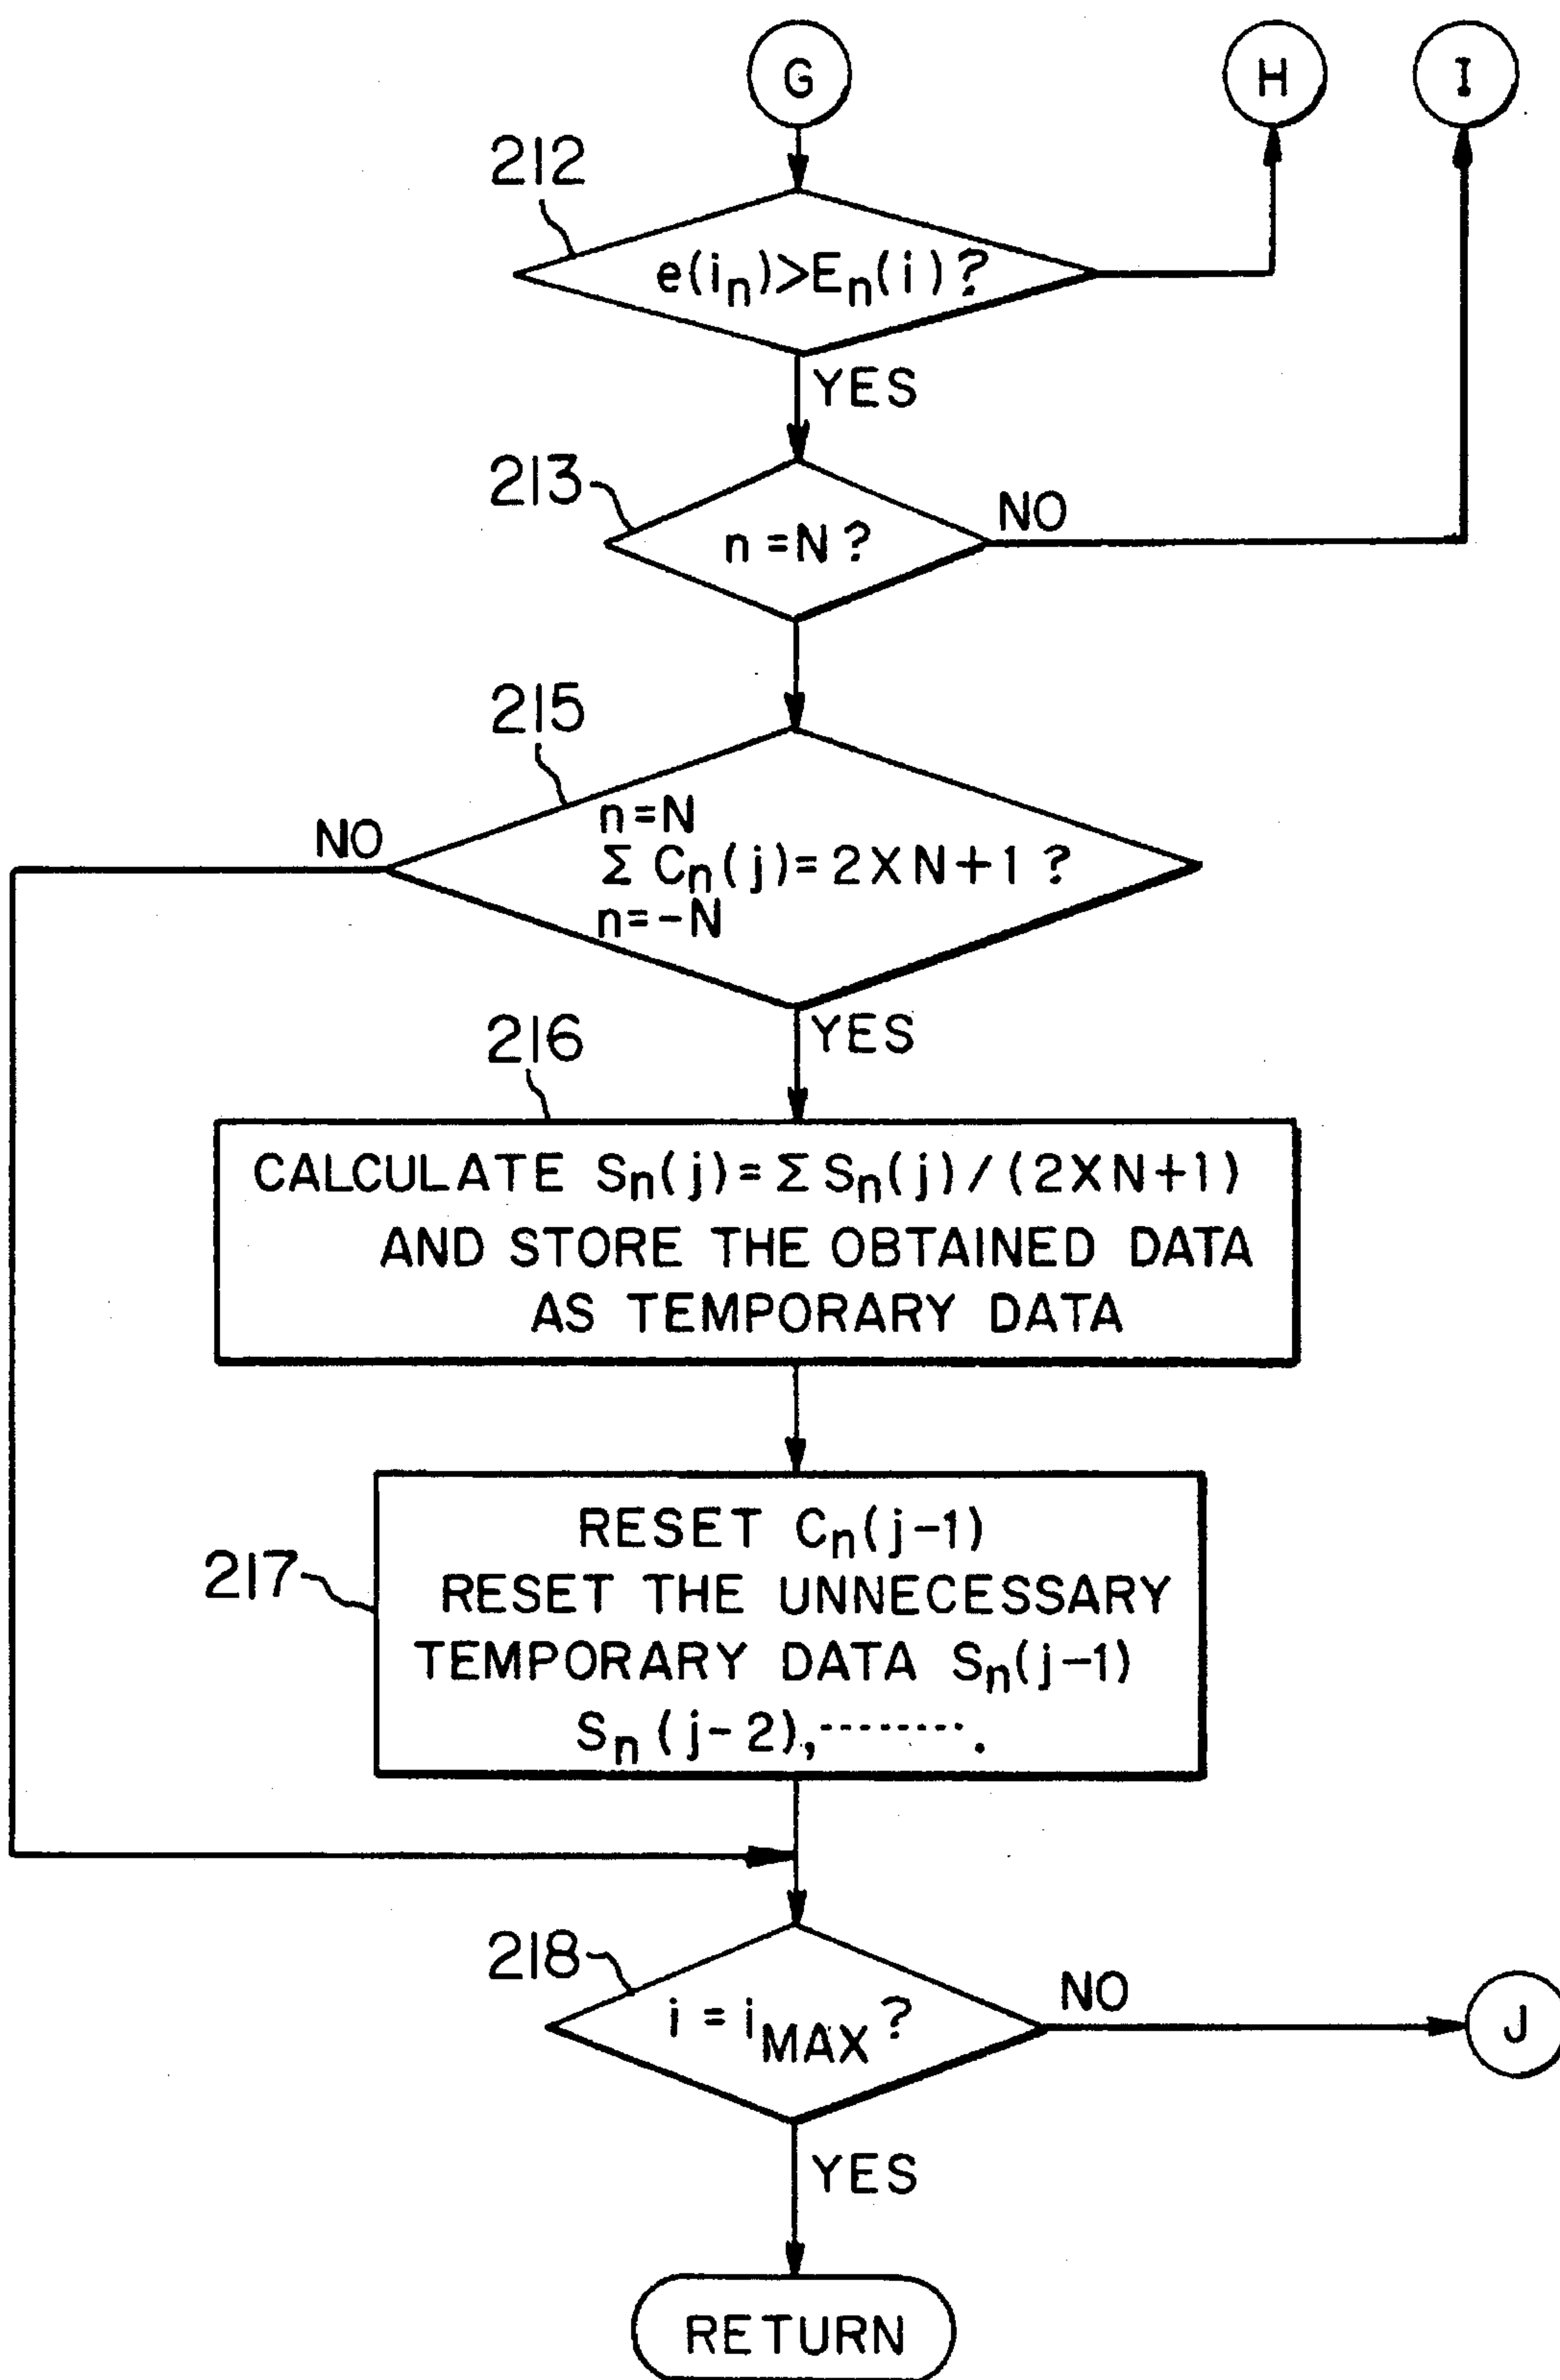 G
H
I
212
e(in)>En(i)?
YES
213
n=N?
NO
215
NO
n=N
Σ Cn(j)=2XN+1?
n=-N
YES
216
CALCULATE Sn(j)=ΣSn(j)/(2XN+1)
AND STORE THE OBTAINED DATA
AS TEMPORARY DATA
217
RESET Cn(j-1)
RESET THE UNNECESSARY
TEMPORARY DATA Sn(j-1)
Sn(j-2),--------.
218
i = iMAX?
NO
J
YES
RETURN